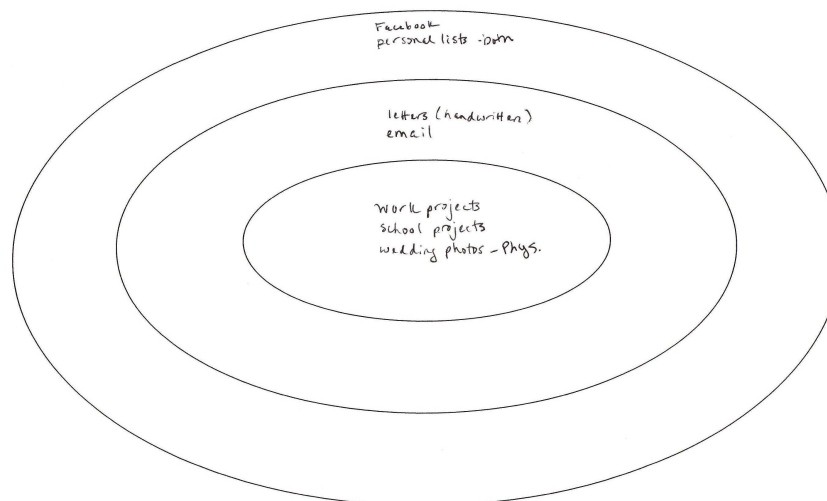 Facebook
personal lists - both
letters (handwritten)
email
work projects
school projects
wedding photos - Phys.